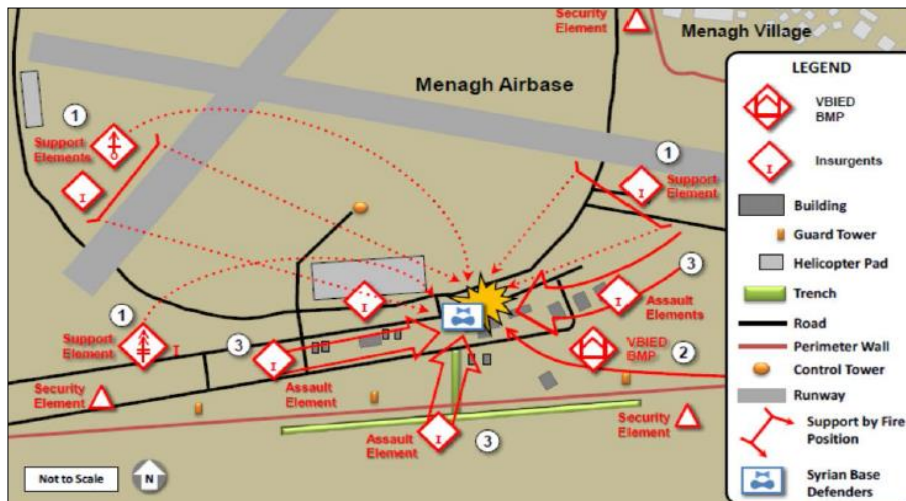 Security
Element
Menagh Village
Menagh Airbase
1
Support
Elements
I
1
Support
Element
I
1
Support
Element
I
I
3
I
Assault
Element
3
I
Assault
Elements
VBIED
BMP
2
Security
Element
Assault
Element
I
3
Security
Element
Not to Scale
N
LEGEND
VBIED
BMP
I
Insurgents
Building
Guard Tower
Helicopter Pad
Trench
Road
Perimeter Wall
Control Tower
Runway
Support by Fire
Position
Syrian Base
Defenders